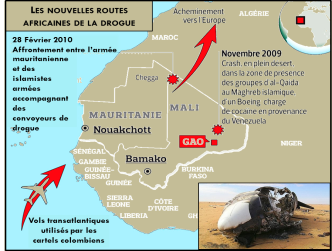 LES NOUVELLES ROUTES
AFRICAINES DE LA DROGUE
28 Février 2010
Affrontement entre l'armée
mauritanienne
et des
islamistes
armées
accompagnant
des
convoyeurs de
drogue
Acheminement
vers l'Europe
ALGÉRIE
MAROC
Novembre 2009
Crash, en plein désert,
dans la zone de présence
des groupes d al-Qaida
au Maghreb islamique
d'un Boeing, chargé
de cocaïne en provenance
du Venezuela
Chegga
MAURITANIE
MALI
Nouakchott
GAO
SÉNÉGAL
GAMBIE
GUINÉE-
BISSAU
Bamako
NIGER
BURKINA
FASO
GUINÉE
SIERRA
LEONE
LIBERIA
CÔTE
D'IVOIRE
GHANA
Vols transatlantiques
utilisés par les
cartels colombiens